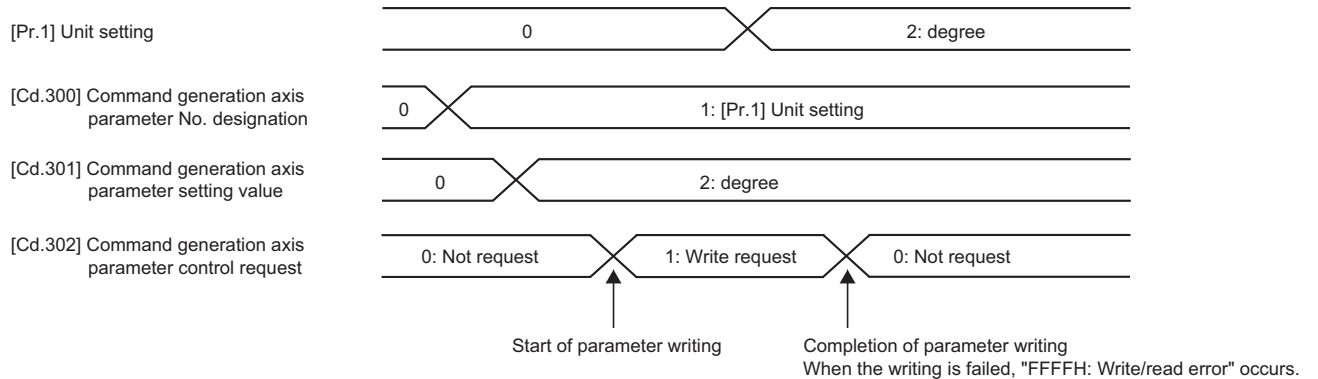 [Pr.1] Unit setting
0
2: degree
[Cd.300] Command generation axis
parameter No. designation
0
1: [Pr.1] Unit setting
[Cd.301] Command generation axis
parameter setting value
0
2: degree
[Cd.302] Command generation axis
parameter control request
0: Not request
1: Write request
0: Not request
Start of parameter writing
Completion of parameter writing
When the writing is failed, "FFFFH: Write/read error" occurs.